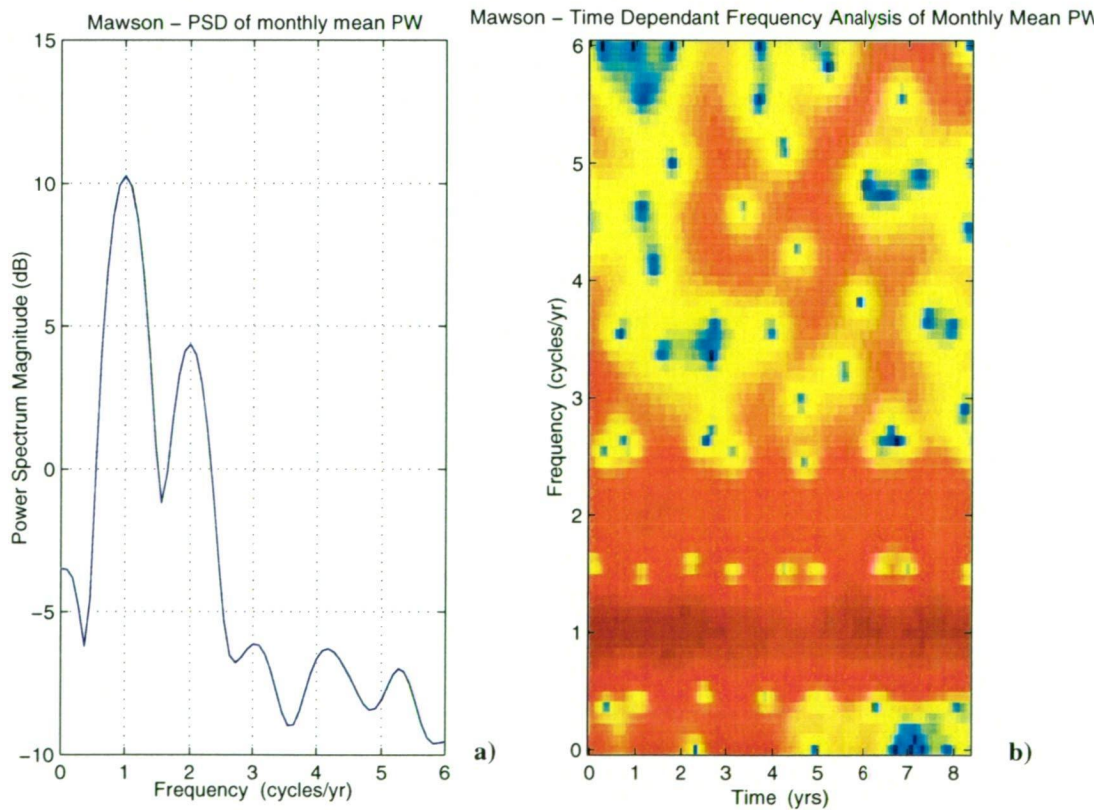 Mawson – PSD of monthly mean PW
15
10
5
0
−5
−10
Power Spectrum Magnitude (dB)
0 1 2 3 4 5 6
Frequency (cycles/yr)
a)
Mawson – Time Dependant Frequency Analysis of Monthly Mean PW
6
5
4
3
2
1
0
Frequency (cycles/yr)
0 1 2 3 4 5 6 7 8
Time (yrs)
b)